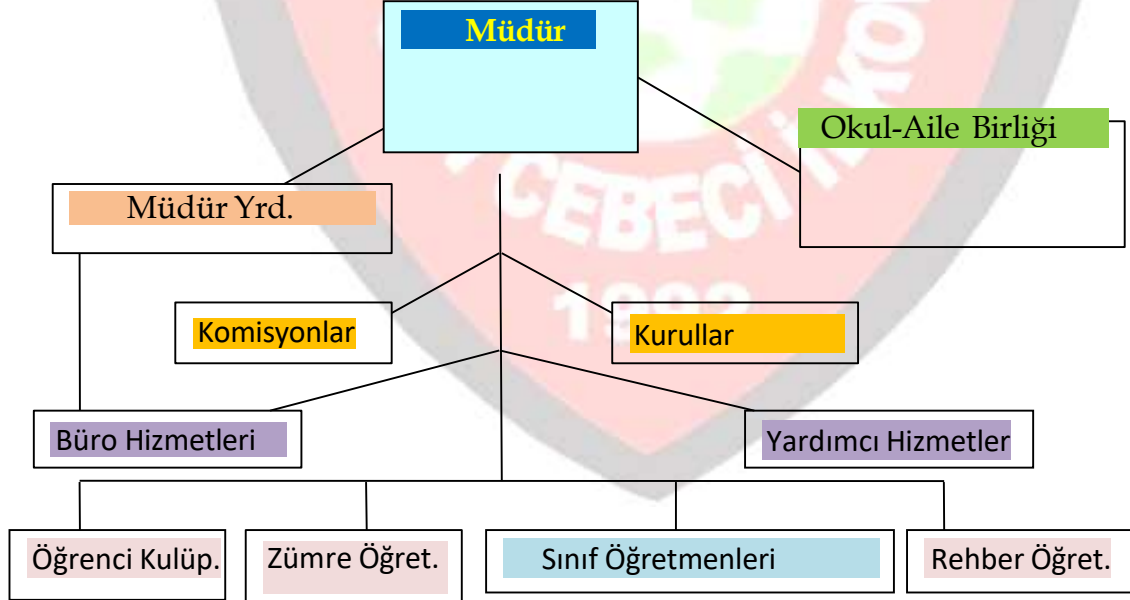 Müdür
Okul-Aile Birliği
Müdür Yrd.
CEBECİ
Komisyonlar
Kurullar
Büro Hizmetleri
Yardımcı Hizmetler
Öğrenci Kulüp.
Zümre Öğret.
Sınıf Öğretmenleri
Rehber Öğret.